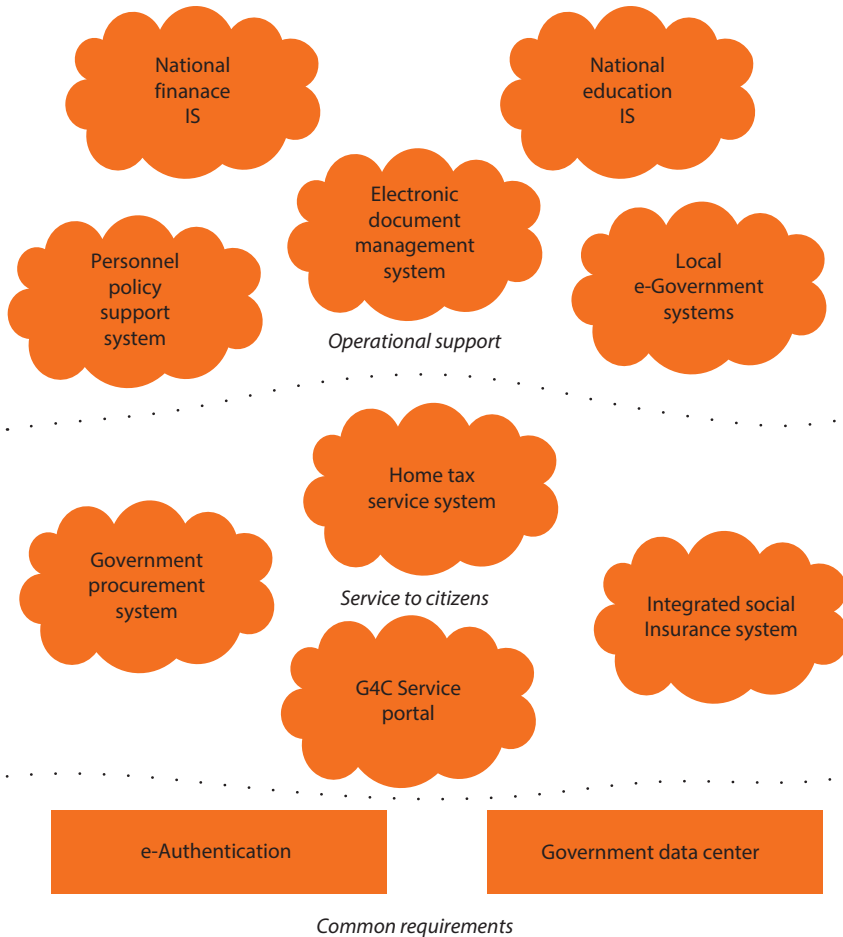 National
finanace
IS
National
education
IS
Electronic
document
management
system
Personnel
policy
support
system
Local
e-Government
systems
Operational support
Home tax
service system
Government
procurement
system
Service to citizens
Integrated social
Insurance system
G4C Service
portal
e-Authentication
Government data center
Common requirements